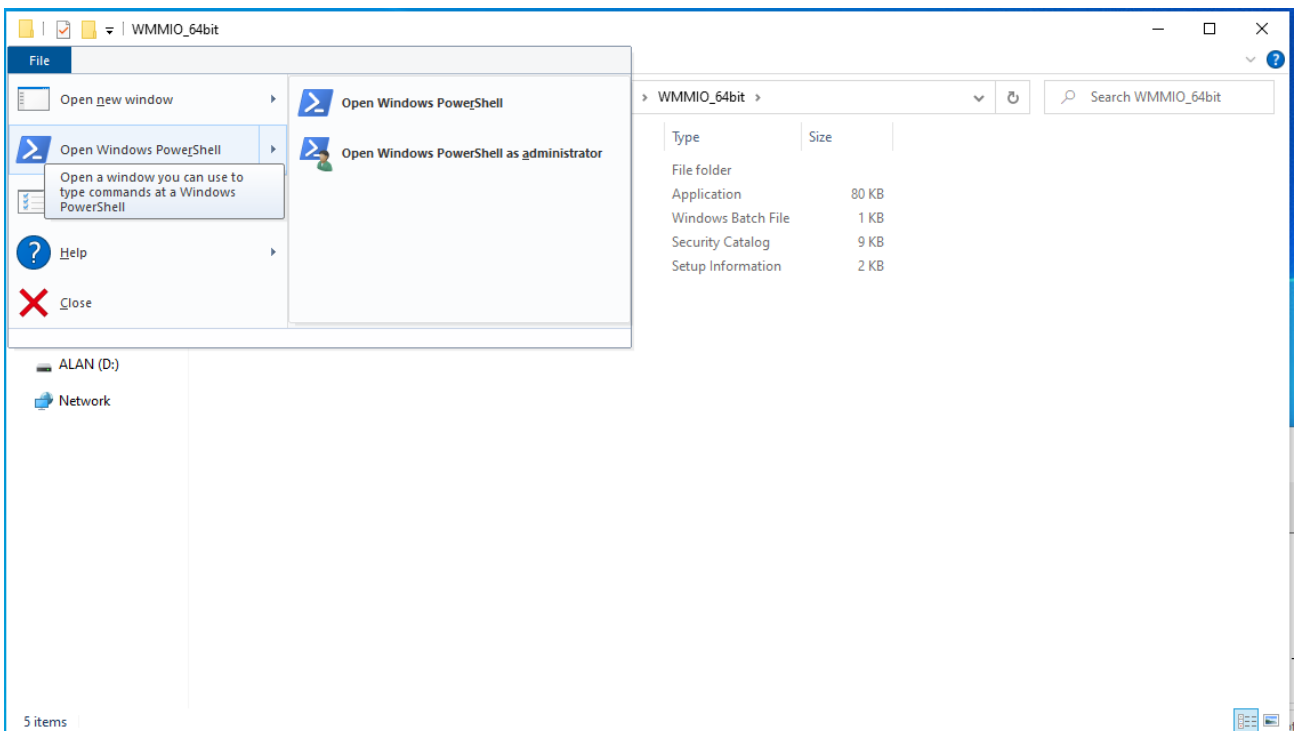 WMMIO_64bit
File
Open new window
Open Windows PowerShell
Open a window you can use to
type commands at a Windows
PowerShell
Help
Close
Open Windows PowerShell
Open Windows PowerShell as administrator
WMMIO_64bit
Search WMMIO_64bit
Type Size
File folder
Application 80 KB
Windows Batch File 1 KB
Security Catalog 9 KB
Setup Information 2 KB
ALAN (D:)
Network
5 items